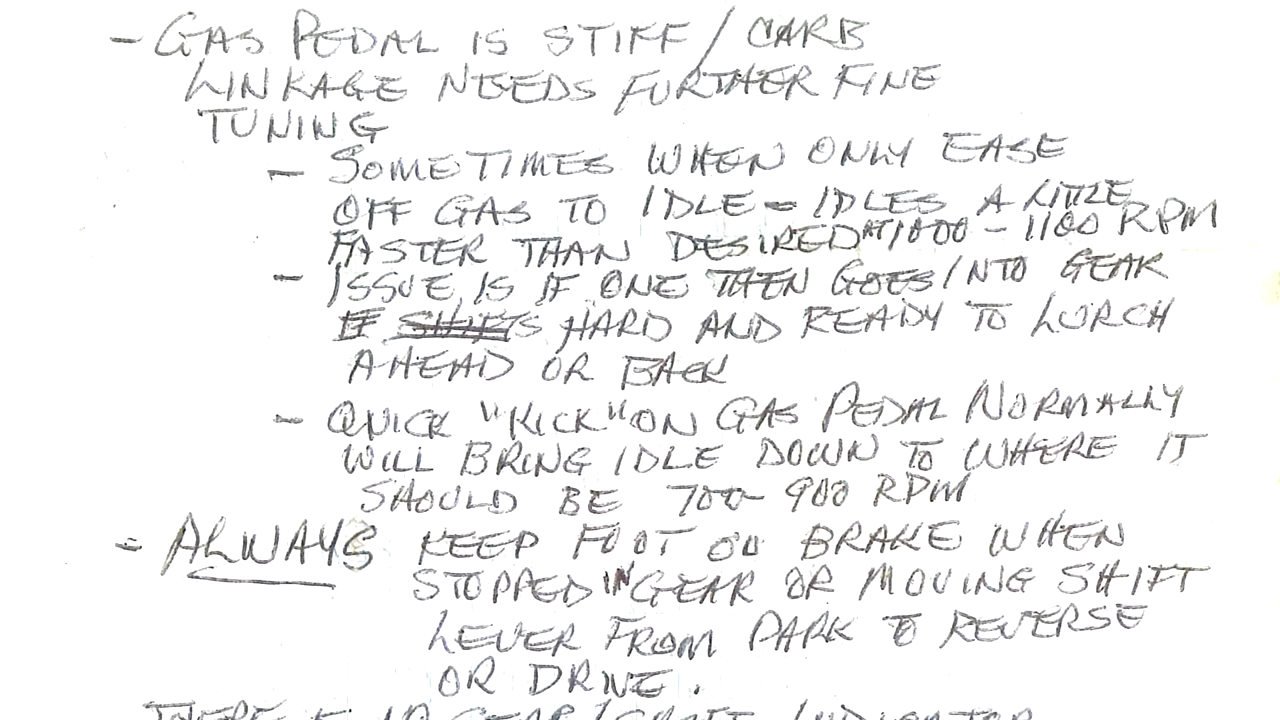 - GAS PEDAL IS STIFF / CARB
LINKAGE NEEDS FURTHER FINE
TUNING
- SOMETIMES WHEN ONLY EASE
OFF GAS TO IDLE - IDLES A LITTLE
FASTER THAN DESIRED AT 1000 - 1100 RPM
- ISSUE IS IF ONE THEN GOES INTO GEAR
HARD AND READY TO LURCH
AHEAD OR BACK
- QUICK "KICK" ON GAS PEDAL NORMALLY
WILL BRING IDLE DOWN TO WHERE IT
SHOULD BE 700 - 900 RPM
- ALWAYS KEEP FOOT ON BRAKE WHEN
STOPPED IN GEAR OR MOVING SHIFT
LEVER FROM PARK TO REVERSE
OR DRIVE.